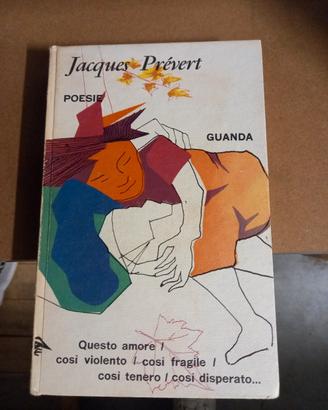 Jacques Prévert
POESIE
GUANDA
Questo amore /
così violento / così fragile /
così tenero / così disperato...